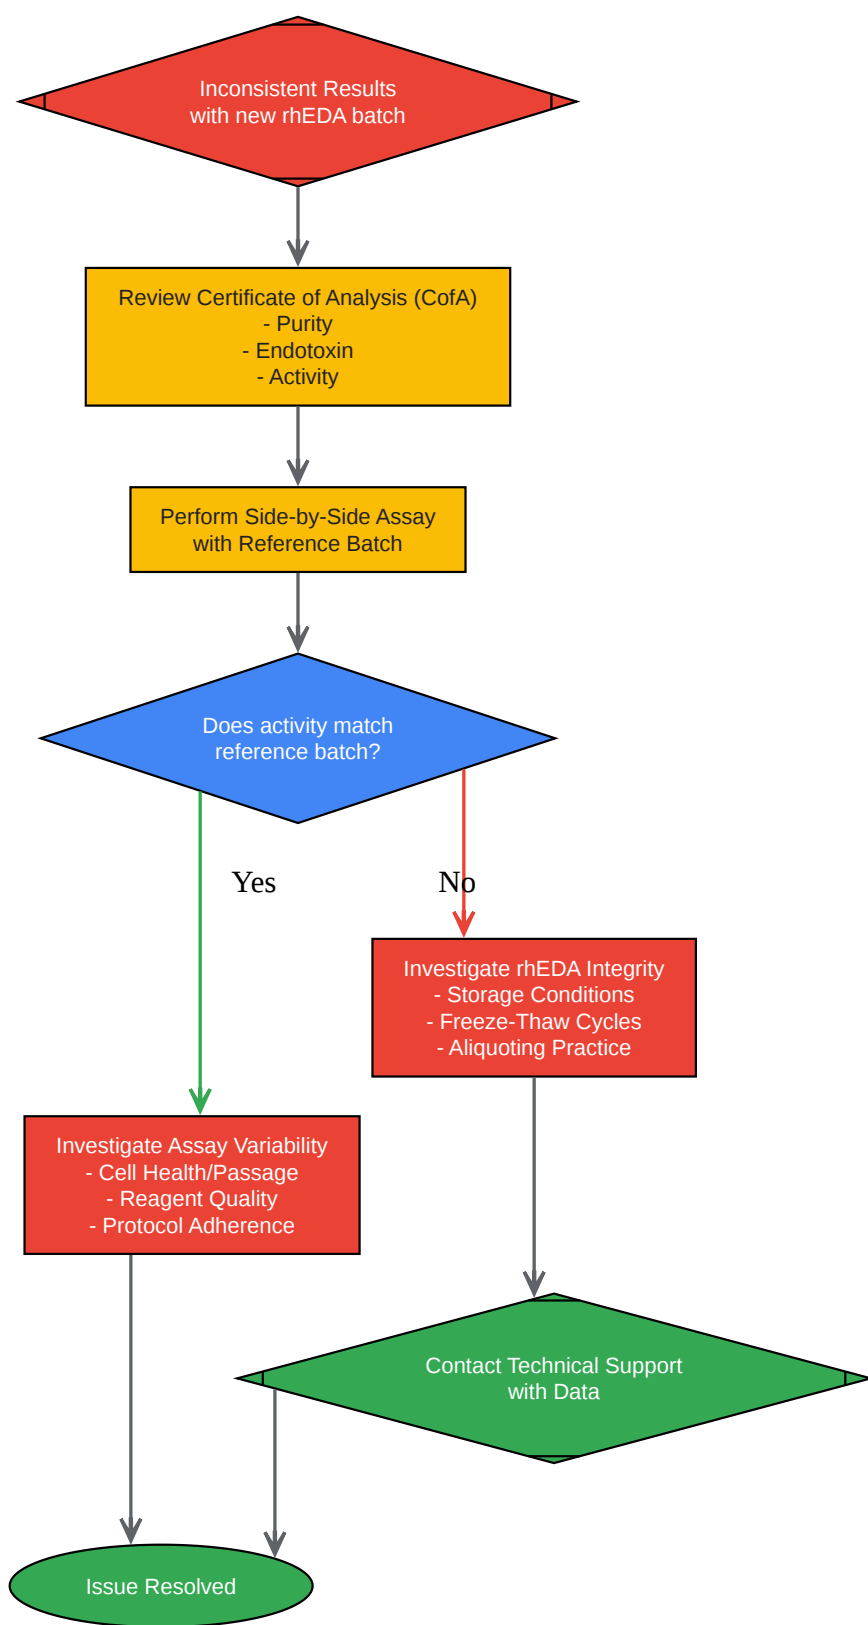 Inconsistent Results
with new rhEDA batch
Review Certificate of Analysis (CofA)
- Purity
- Endotoxin
- Activity
Perform Side-by-Side Assay
with Reference Batch
Does activity match
reference batch?
Yes
No
Investigate rhEDA Integrity
- Storage Conditions
- Freeze-Thaw Cycles
- Aliquoting Practice
Investigate Assay Variability
- Cell Health/Passage
- Reagent Quality
- Protocol Adherence
Contact Technical Support
with Data
Issue Resolved